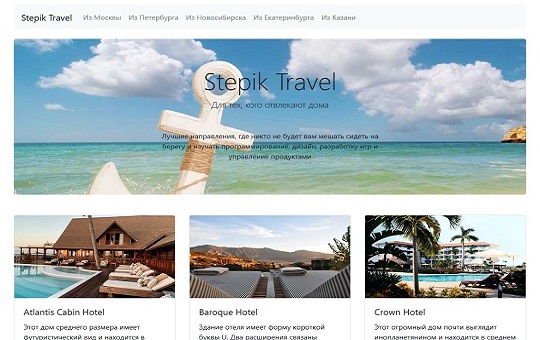 Stepik Travel Из Москвы Из Петербурга Из Новосибирска Из Екатеринбурга Из Казани
Stepik Travel
Для тех, кого отвлекают дома
Лучшие направления, где никто не будет вам мешать сидеть на
берегу и изучать программирование, дизайн, разработку игр и
управление продуктами
Atlantis Cabin Hotel
Этот дом среднего размера имеет
футуристический вид и находится в
Baroque Hotel
Здание отеля имеет форму короткой
буквы U. Два расширения связаны
Crown Hotel
Этот огромный дом почти выглядит
инопланетянином и находится в среднем